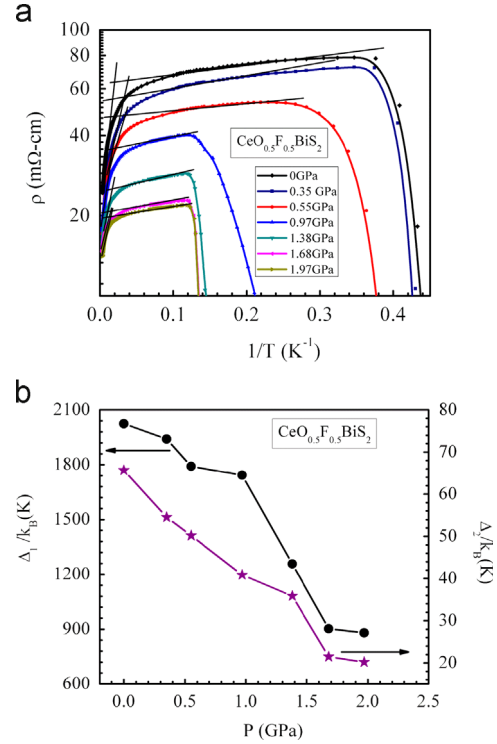 a
100
80
60
40
20
ρ (mΩ-cm)
CeO0.5F0.5BiS2
0GPa
0.35 GPa
0.55GPa
0.97GPa
1.38GPa
1.68GPa
1.97GPa
0.0 0.1 0.2 0.3 0.4
1/T (K⁻¹)
b
2100 80
1800 70
1500 60
1200 50
900 40
600 30
20
CeO0.5F0.5BiS2
Δ1/kB(K)
Δ2/kB(K)
0.0 0.5 1.0 1.5 2.0 2.5
P (GPa)